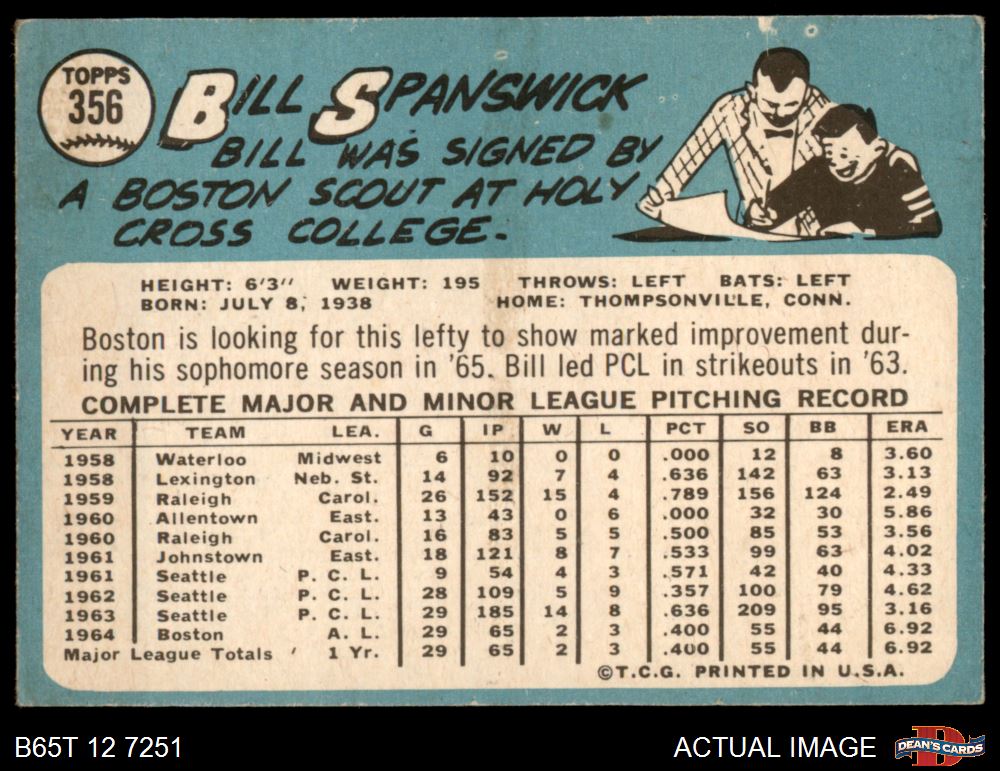 TOPPS
356
BILL SPANSWICK
BILL WAS SIGNED BY
A BOSTON SCOUT AT HOLY
CROSS COLLEGE.
HEIGHT: 6'3" WEIGHT: 195 THROWS: LEFT BATS: LEFT
BORN: JULY 8, 1938 HOME: THOMPSONVILLE, CONN.
Boston is looking for this lefty to show marked improvement dur-
ing his sophomore season in '65. Bill led PCL in strikeouts in '63.
COMPLETE MAJOR AND MINOR LEAGUE PITCHING RECORD
YEAR TEAM LEA. G IP W L PCT SO BB ERA
1958 Waterloo Midwest 6 10 0 0 .000 12 8 3.60
1958 Lexington Neb. St. 14 92 7 4 .636 142 63 3.13
1959 Raleigh Carol. 26 152 15 4 .789 156 124 2.49
1960 Allentown East. 13 43 0 6 .000 32 30 5.86
1960 Raleigh Carol. 16 83 5 5 .500 85 53 3.56
1961 Johnstown East. 18 121 8 7 .533 99 63 4.02
1961 Seattle P. C. L. 9 54 4 3 .571 42 40 4.33
1962 Seattle P. C. L. 28 109 5 9 .357 100 79 4.62
1963 Seattle P. C. L. 29 185 14 8 .636 209 95 3.16
1964 Boston A. L. 29 65 2 3 .400 55 44 6.92
Major League Totals 1 Yr. 29 65 2 3 .400 55 44 6.92
©T.C.G. PRINTED IN U.S.A.
B65T 12 7251 ACTUAL IMAGE DEAN'S CARDS